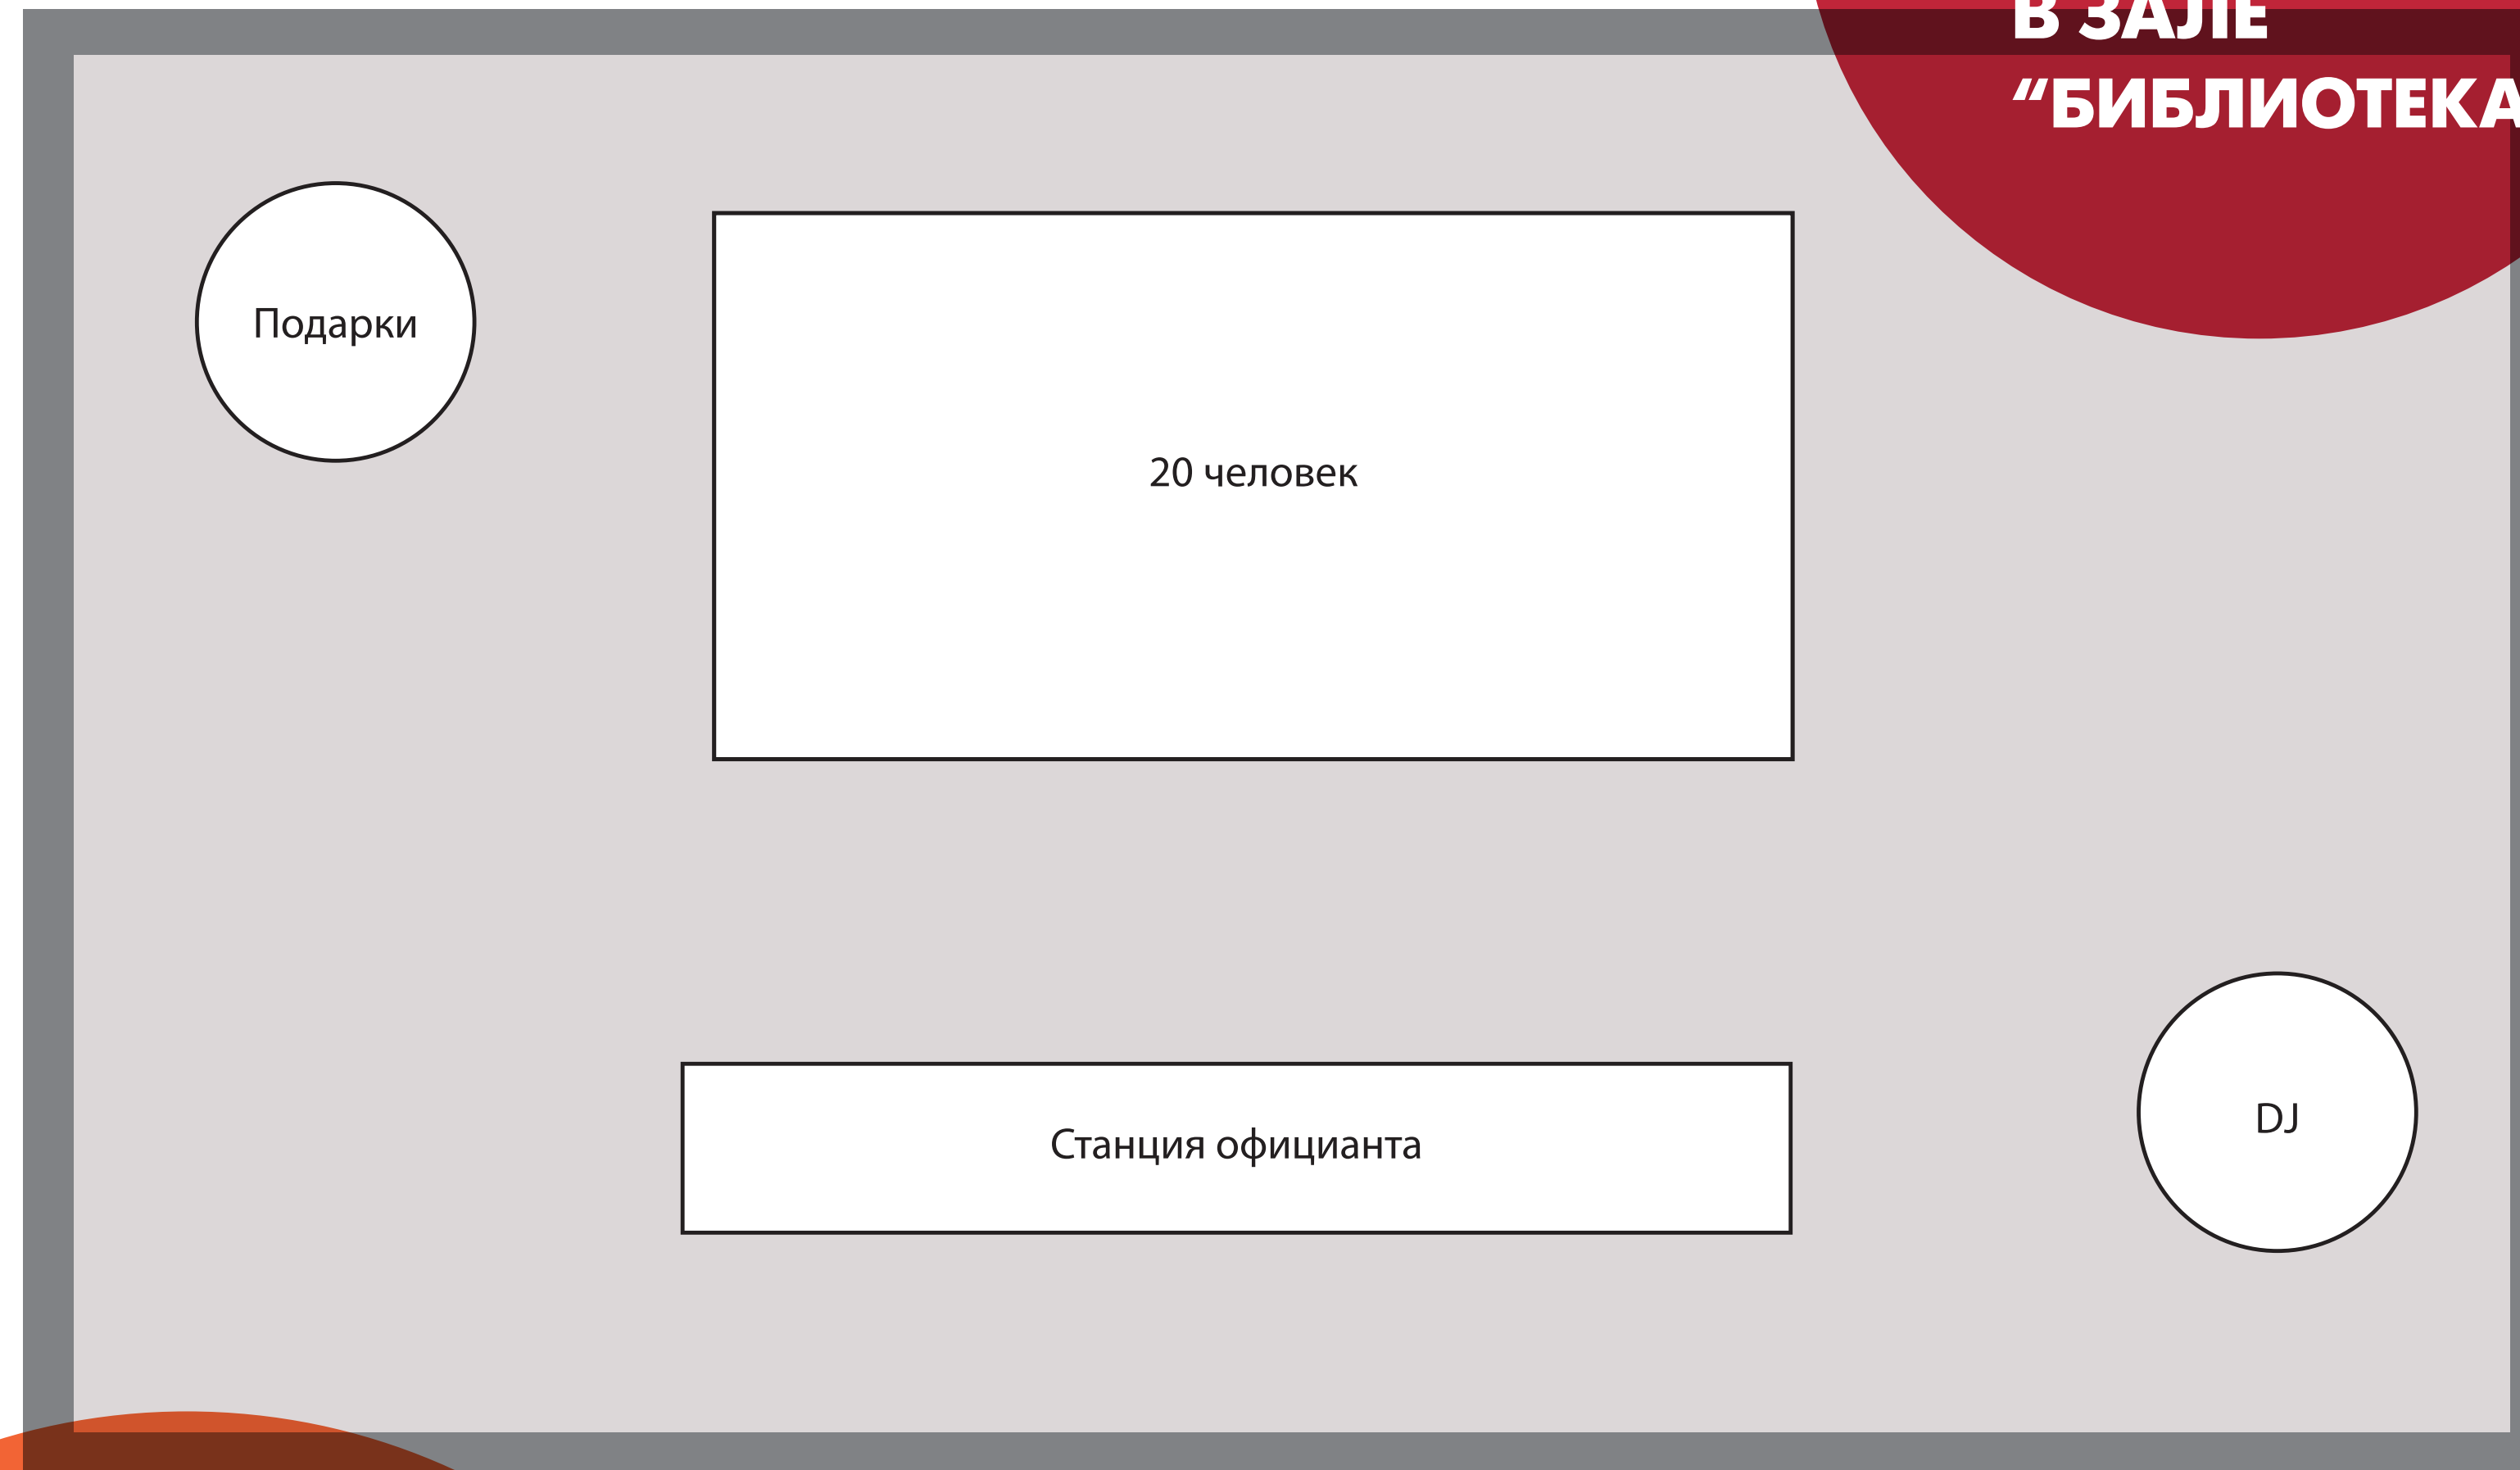 В ЗАЛЕ
“БИБЛИОТЕКА
Подарки
20 человек
Станция официанта
DJ